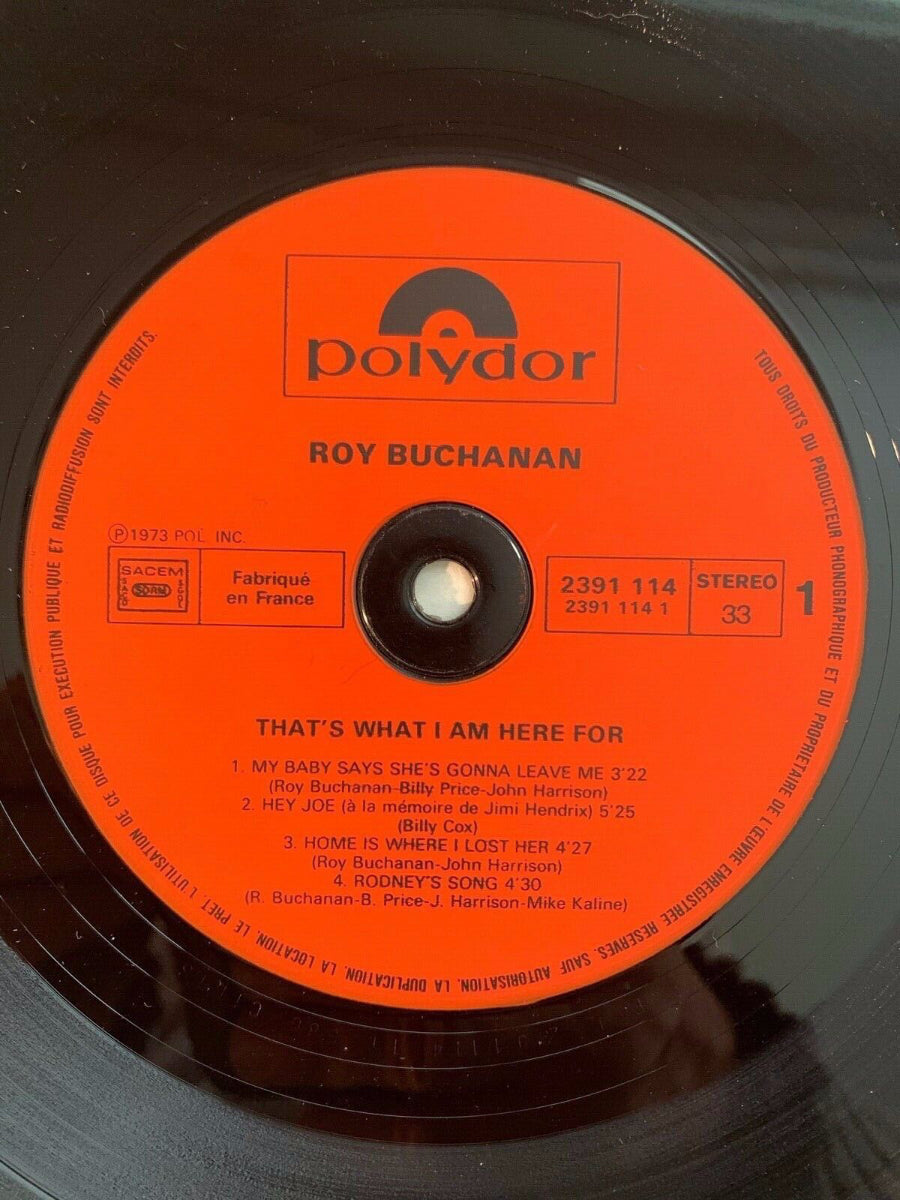 polydor
ROY BUCHANAN
Ⓟ1973 POL INC.
SACEM
SACD
SDRM
SGDL
Fabriqué
en France
2391 114
2391 114 1
STEREO
33
1
THAT'S WHAT I AM HERE FOR
1. MY BABY SAYS SHE'S GONNA LEAVE ME 3'22
(Roy Buchanan-Billy Price-John Harrison)
2. HEY JOE (à la mémoire de Jimi Hendrix) 5'25
(Billy Cox)
3. HOME IS WHERE I LOST HER 4'27
(Roy Buchanan-John Harrison)
4. RODNEY'S SONG 4'30
(R. Buchanan-B. Price-J. Harrison-Mike Kaline)
TOUS DROITS DU PRODUCTEUR PHONOGRAPHIQUE ET DU PROPRIETAIRE DE L'ŒUVRE ENREGISTREE RESERVES. SAUF AUTORISATION, LA DUPLICATION, LA LOCATION, LE PRET, L'UTILISATION DE CE DISQUE POUR EXECUTION PUBLIQUE ET RADIODIFFUSION SONT INTERDITS.